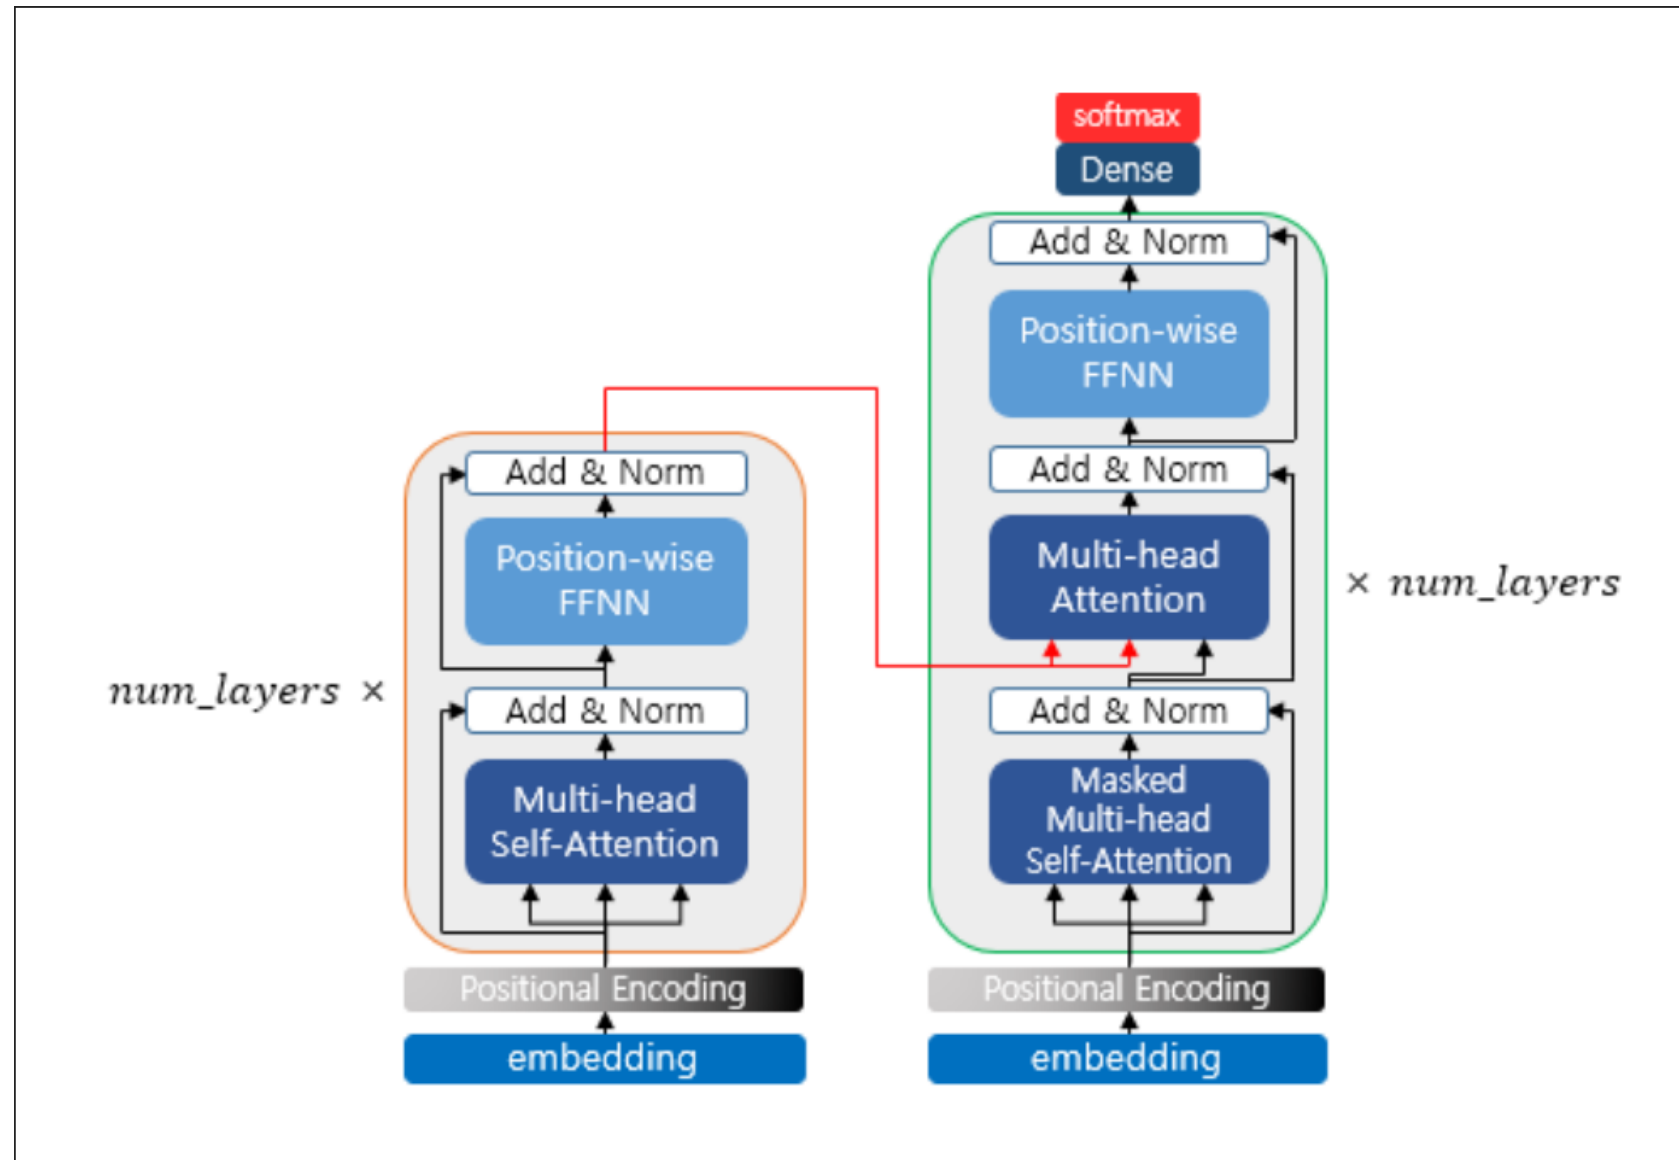 softmax
Dense
Add & Norm
Position-wise
FFNN
Add & Norm
Multi-head
Attention
× num_layers
Add & Norm
Masked
Multi-head
Self-Attention
Positional Encoding
embedding
Add & Norm
Position-wise
FFNN
num_layers ×
Add & Norm
Multi-head
Self-Attention
Positional Encoding
embedding